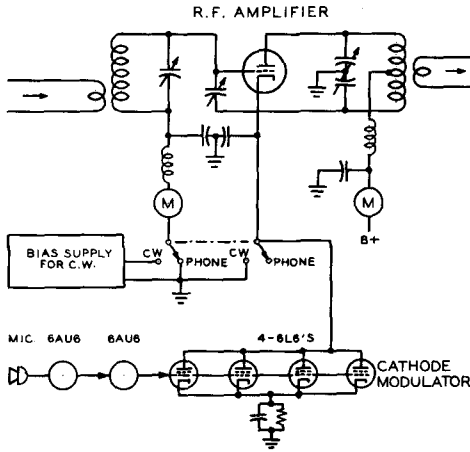 R.F. AMPLIFIER
M
M
B+
BIAS SUPPLY
FOR C.W.
CW
PHONE
CW
PHONE
MIC.
6AU6
6AU6
4-6L6'S
CATHODE
MODULATOR